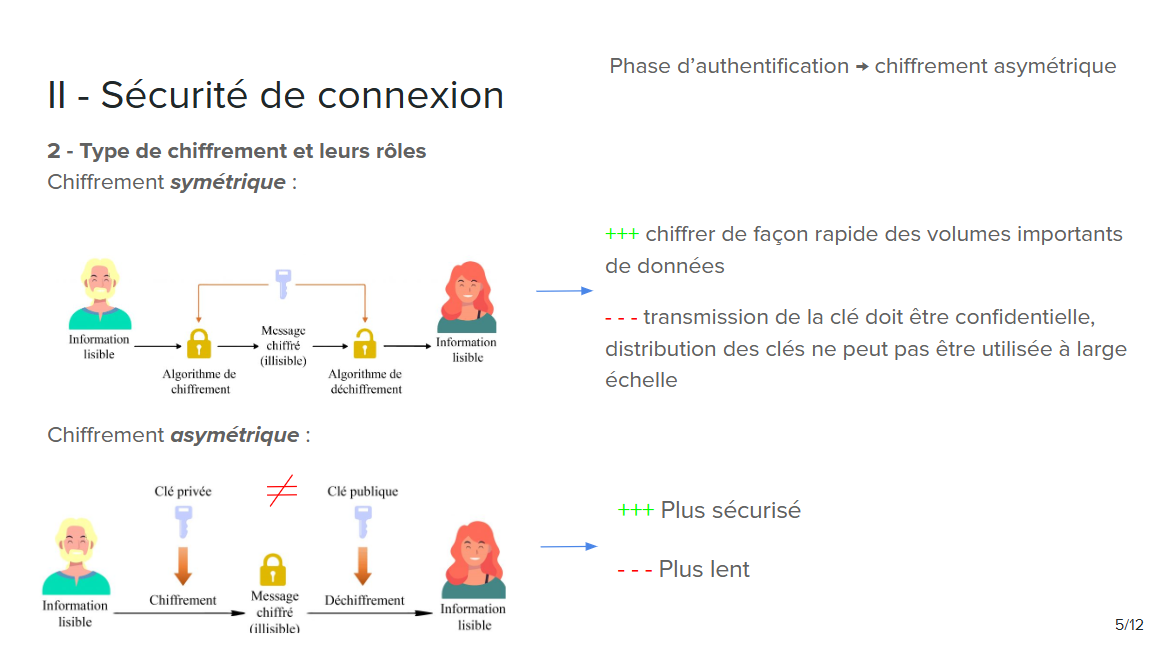 Phase d’authentification → chiffrement asymétrique
II - Sécurité de connexion
2 - Type de chiffrement et leurs rôles
Chiffrement symétrique :
+++ chiffrer de façon rapide des volumes importants
de données
- - - transmission de la clé doit être confidentielle,
distribution des clés ne peut pas être utilisée à large
échelle
Information
lisible
Algorithme de
chiffrement
Message
chiffré
(illisible)
Algorithme de
déchiffrement
Information
lisible
Chiffrement asymétrique :
Clé privée
≠
Clé publique
Information
lisible
Chiffrement
Message
chiffré
(illisible)
Déchiffrement
Information
lisible
+++ Plus sécurisé
- - - Plus lent
5/12